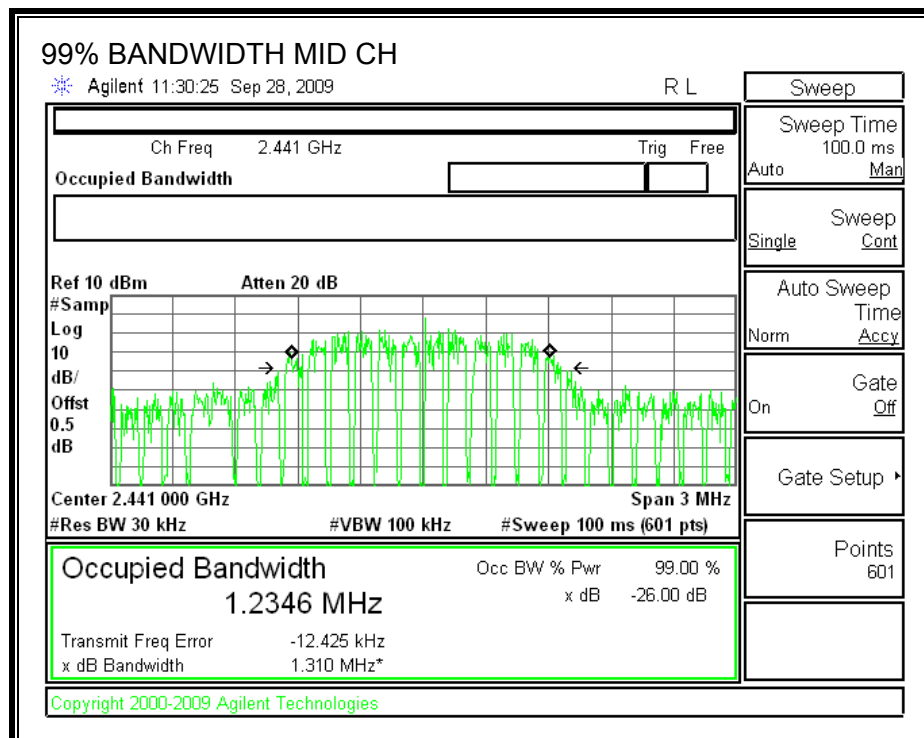 99% BANDWIDTH MID CH
Agilent 11:30:25 Sep 28, 2009 R L
Ch Freq 2.441 GHz Trig Free
Occupied Bandwidth
Ref 10 dBm Atten 20 dB
#Samp
Log
10
dB/
Offst
0.5
dB
Center 2.441 000 GHz Span 3 MHz
#Res BW 30 kHz #VBW 100 kHz #Sweep 100 ms (601 pts)
Occupied Bandwidth Occ BW % Pwr 99.00 %
1.2346 MHz x dB -26.00 dB
Transmit Freq Error -12.425 kHz
x dB Bandwidth 1.310 MHz*
Copyright 2000-2009 Agilent Technologies
Sweep
Sweep Time
100.0 ms
Auto Man
Sweep
Single Cont
Auto Sweep
Time
Norm Accy
Gate
On Off
Gate Setup
Points
601